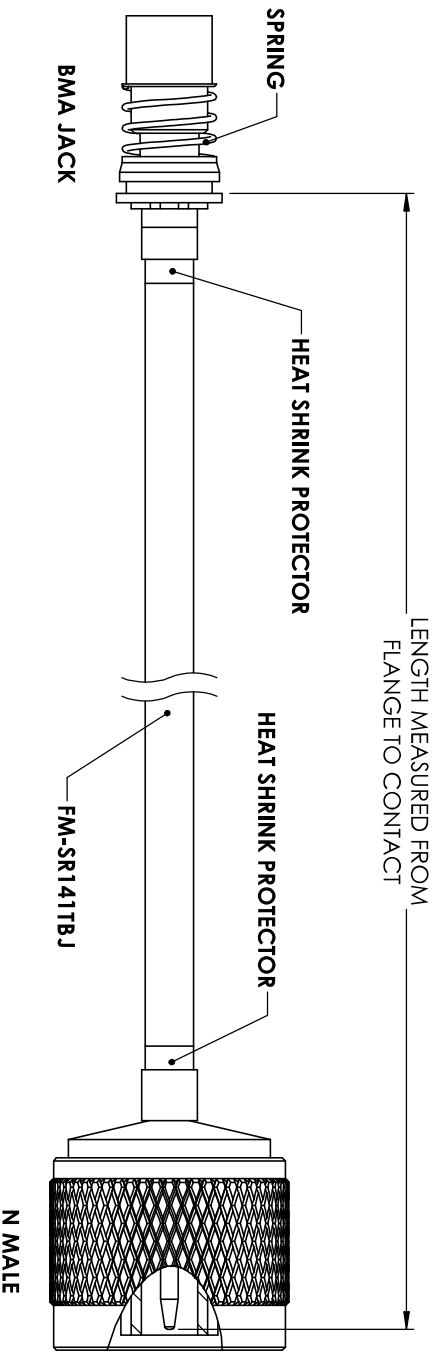 LENGTH MEASURED FROM
FLANGE TO CONTACT
SPRING
HEAT SHRINK PROTECTOR
HEAT SHRINK PROTECTOR
BMA JACK
FM-SR141TBJ
N MALE